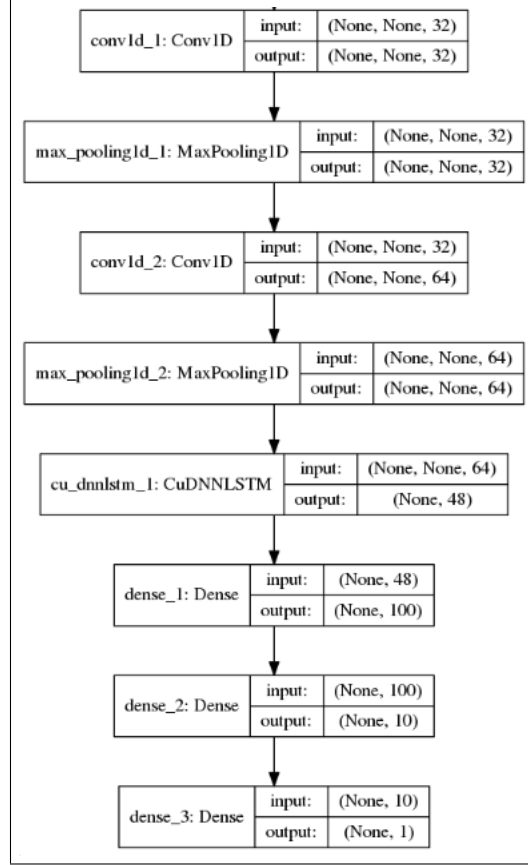 conv1d_1: Conv1D
input: (None, None, 32)
output: (None, None, 32)
max_pooling1d_1: MaxPooling1D
input: (None, None, 32)
output: (None, None, 32)
conv1d_2: Conv1D
input: (None, None, 32)
output: (None, None, 64)
max_pooling1d_2: MaxPooling1D
input: (None, None, 64)
output: (None, None, 64)
cu_dnnlstm_1: CuDNNLSTM
input: (None, None, 64)
output: (None, 48)
dense_1: Dense
input: (None, 48)
output: (None, 100)
dense_2: Dense
input: (None, 100)
output: (None, 10)
dense_3: Dense
input: (None, 10)
output: (None, 1)